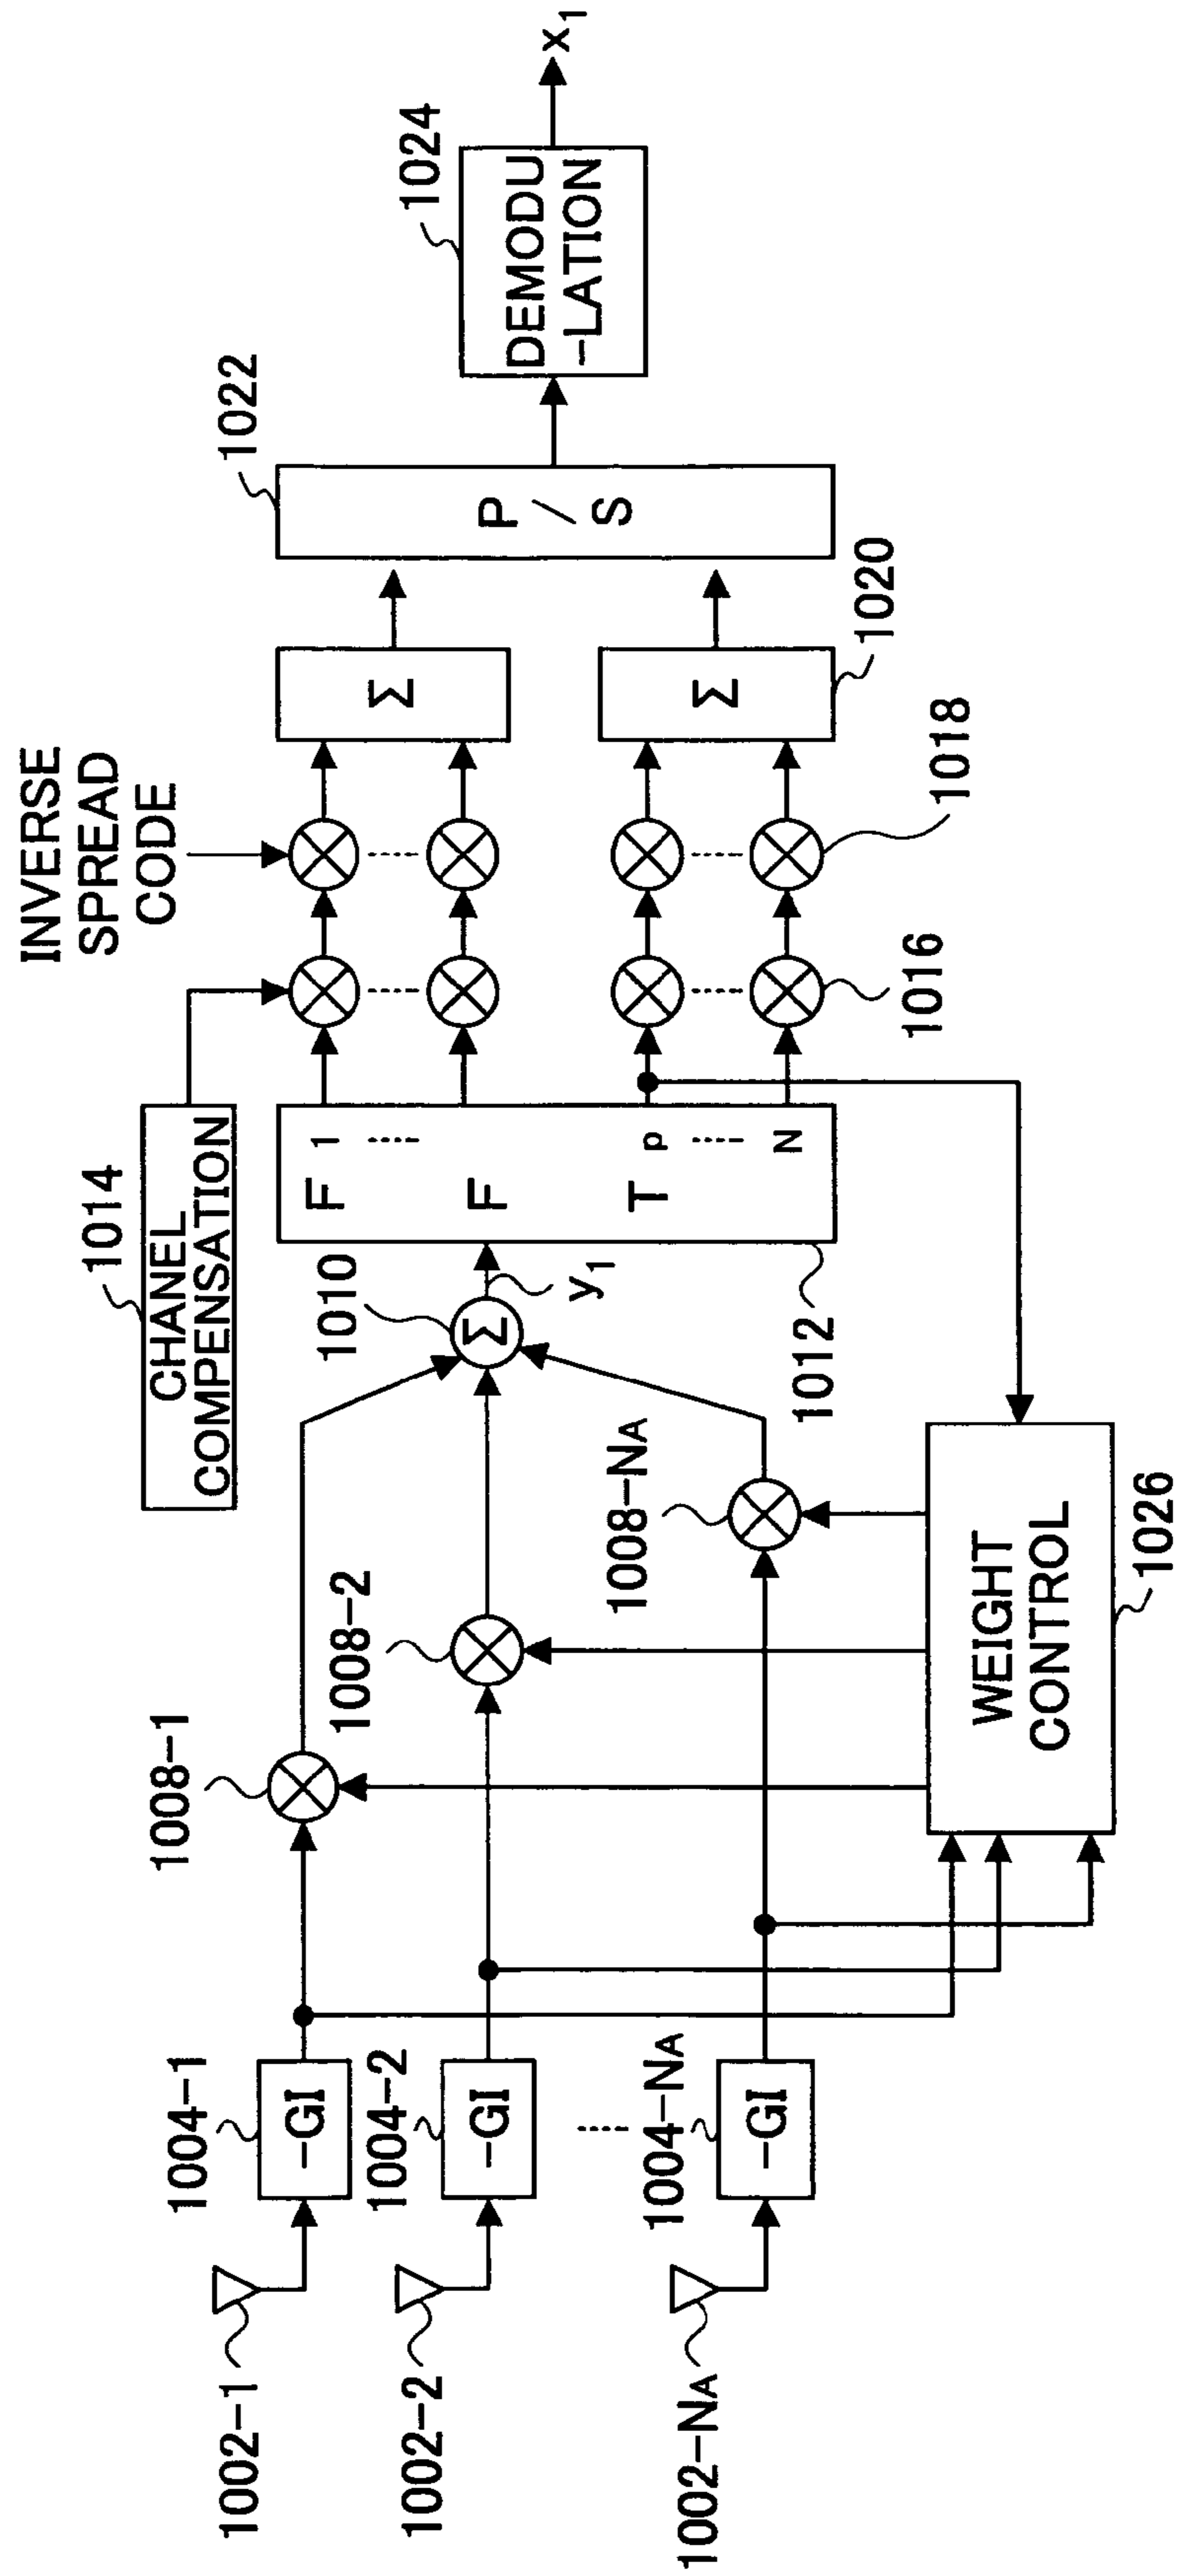 1002-1
1002-2
1002-NA
1004-1
-GI
1004-2
-GI
1004-NA
-GI
1008-1
1008-2
1008-NA
WEIGHT
CONTROL
1026
1010
Σ
y1
1014
CHANEL
COMPENSATION
F F T
1
p
N
1012
INVERSE
SPREAD
CODE
1016
1018
Σ
Σ
1020
1022
P/S
1024
DEMODU
-LATION
x1